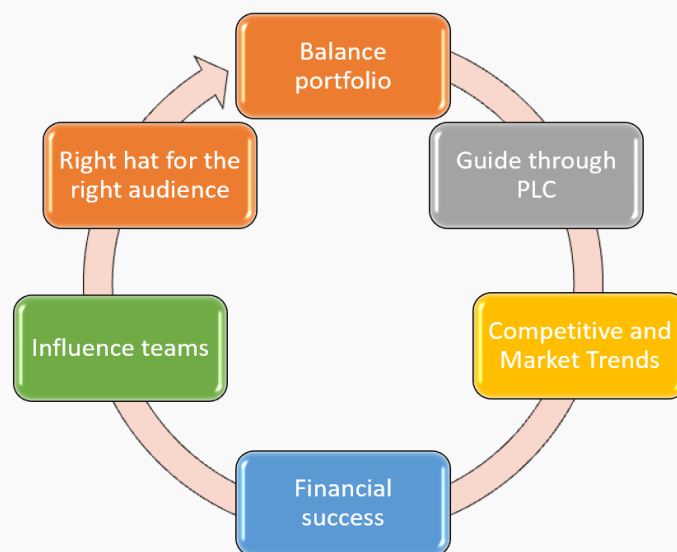 Balance
portfolio
Guide through
PLC
Competitive and
Market Trends
Financial
success
Influence teams
Right hat for the
right audience